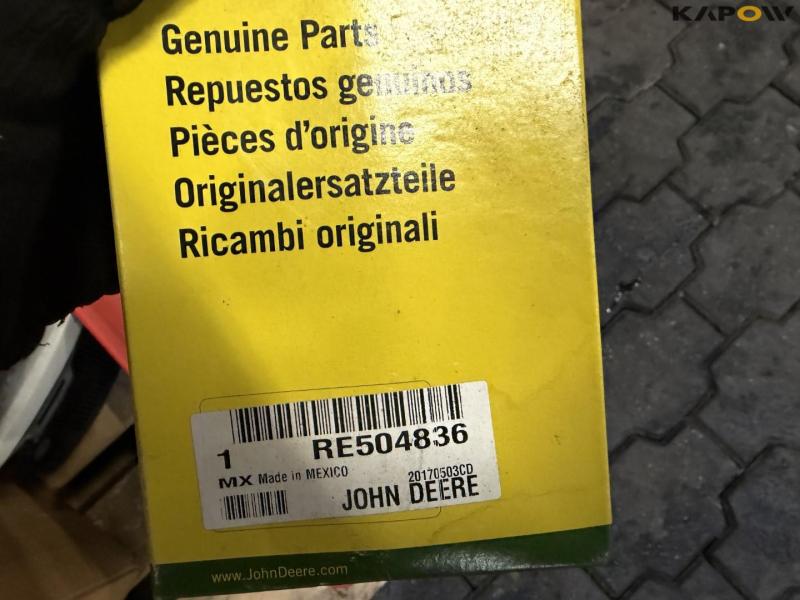 KAPOW
Genuine Parts
Repuestos genuinos
Pièces d'origine
Originalersatzteile
Ricambi originali
1 RE504836
MX Made in MEXICO 20170503CD
JOHN DEERE
www.JohnDeere.com